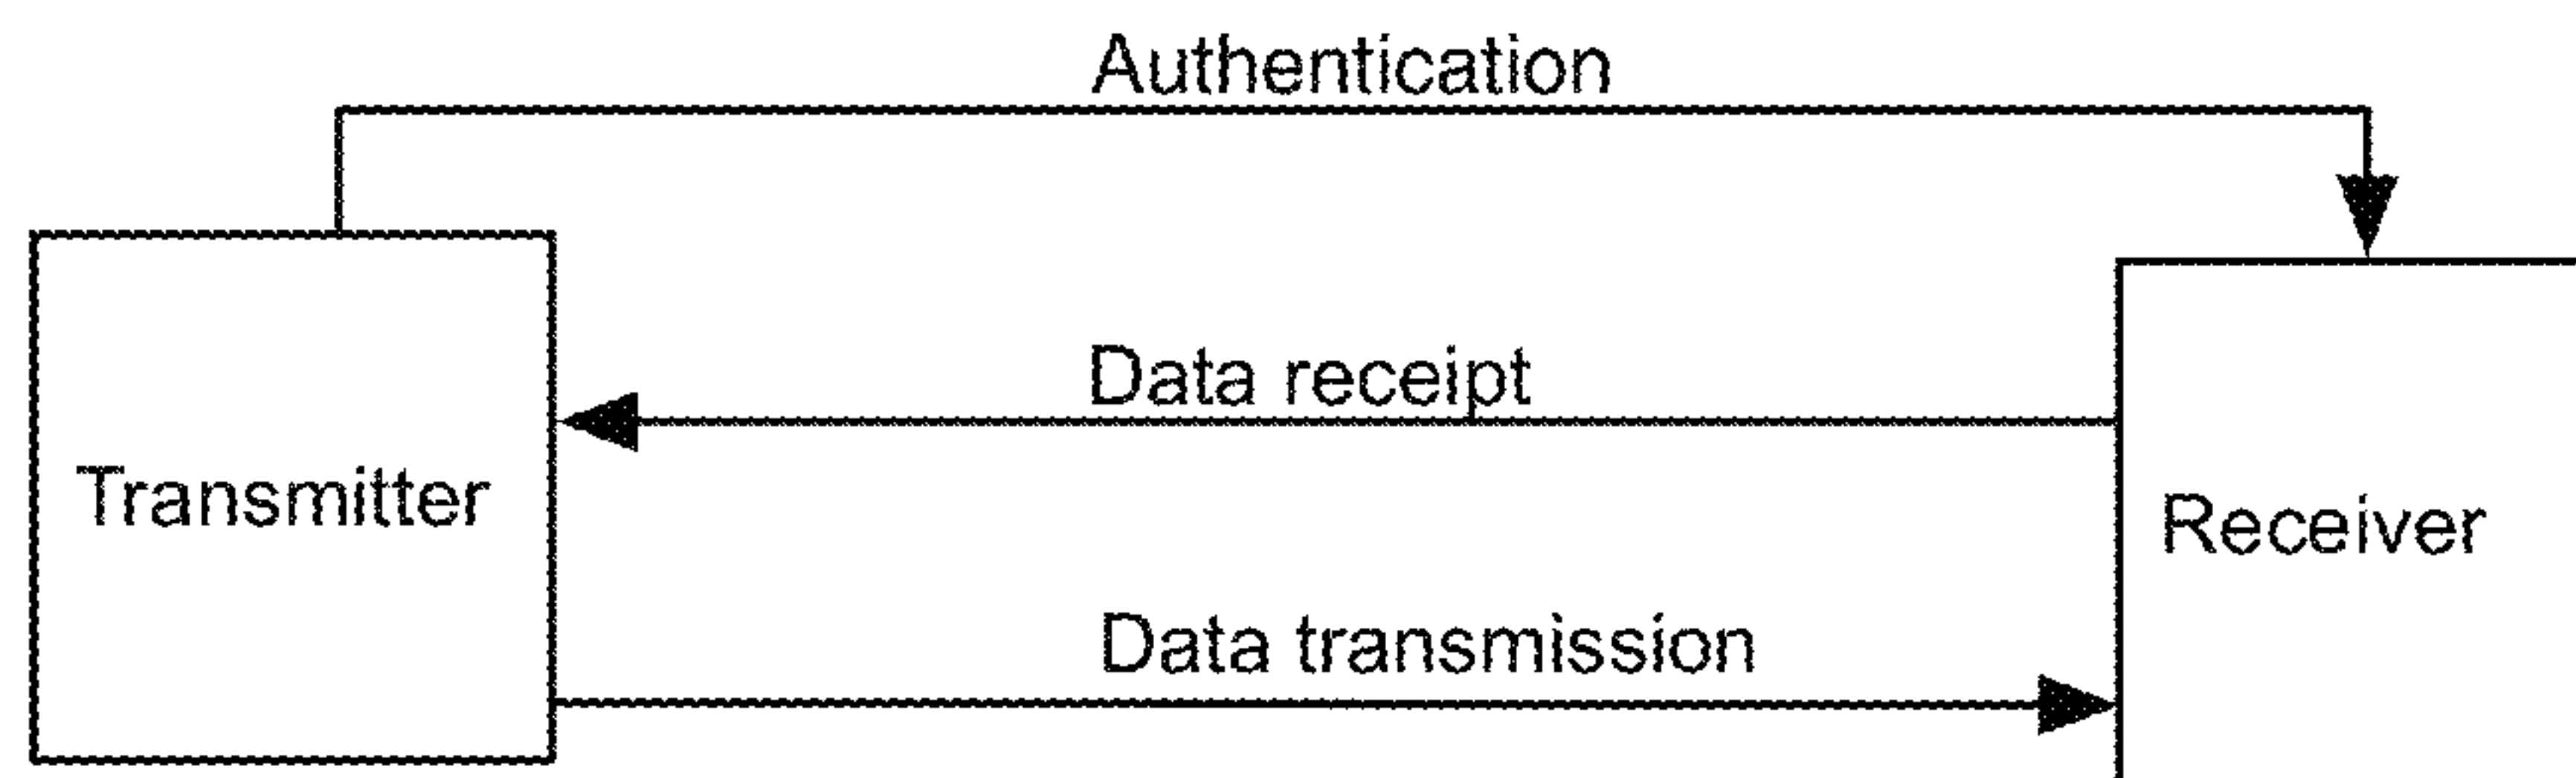 Authentication
Data receipt
Transmitter
Receiver
Data transmission